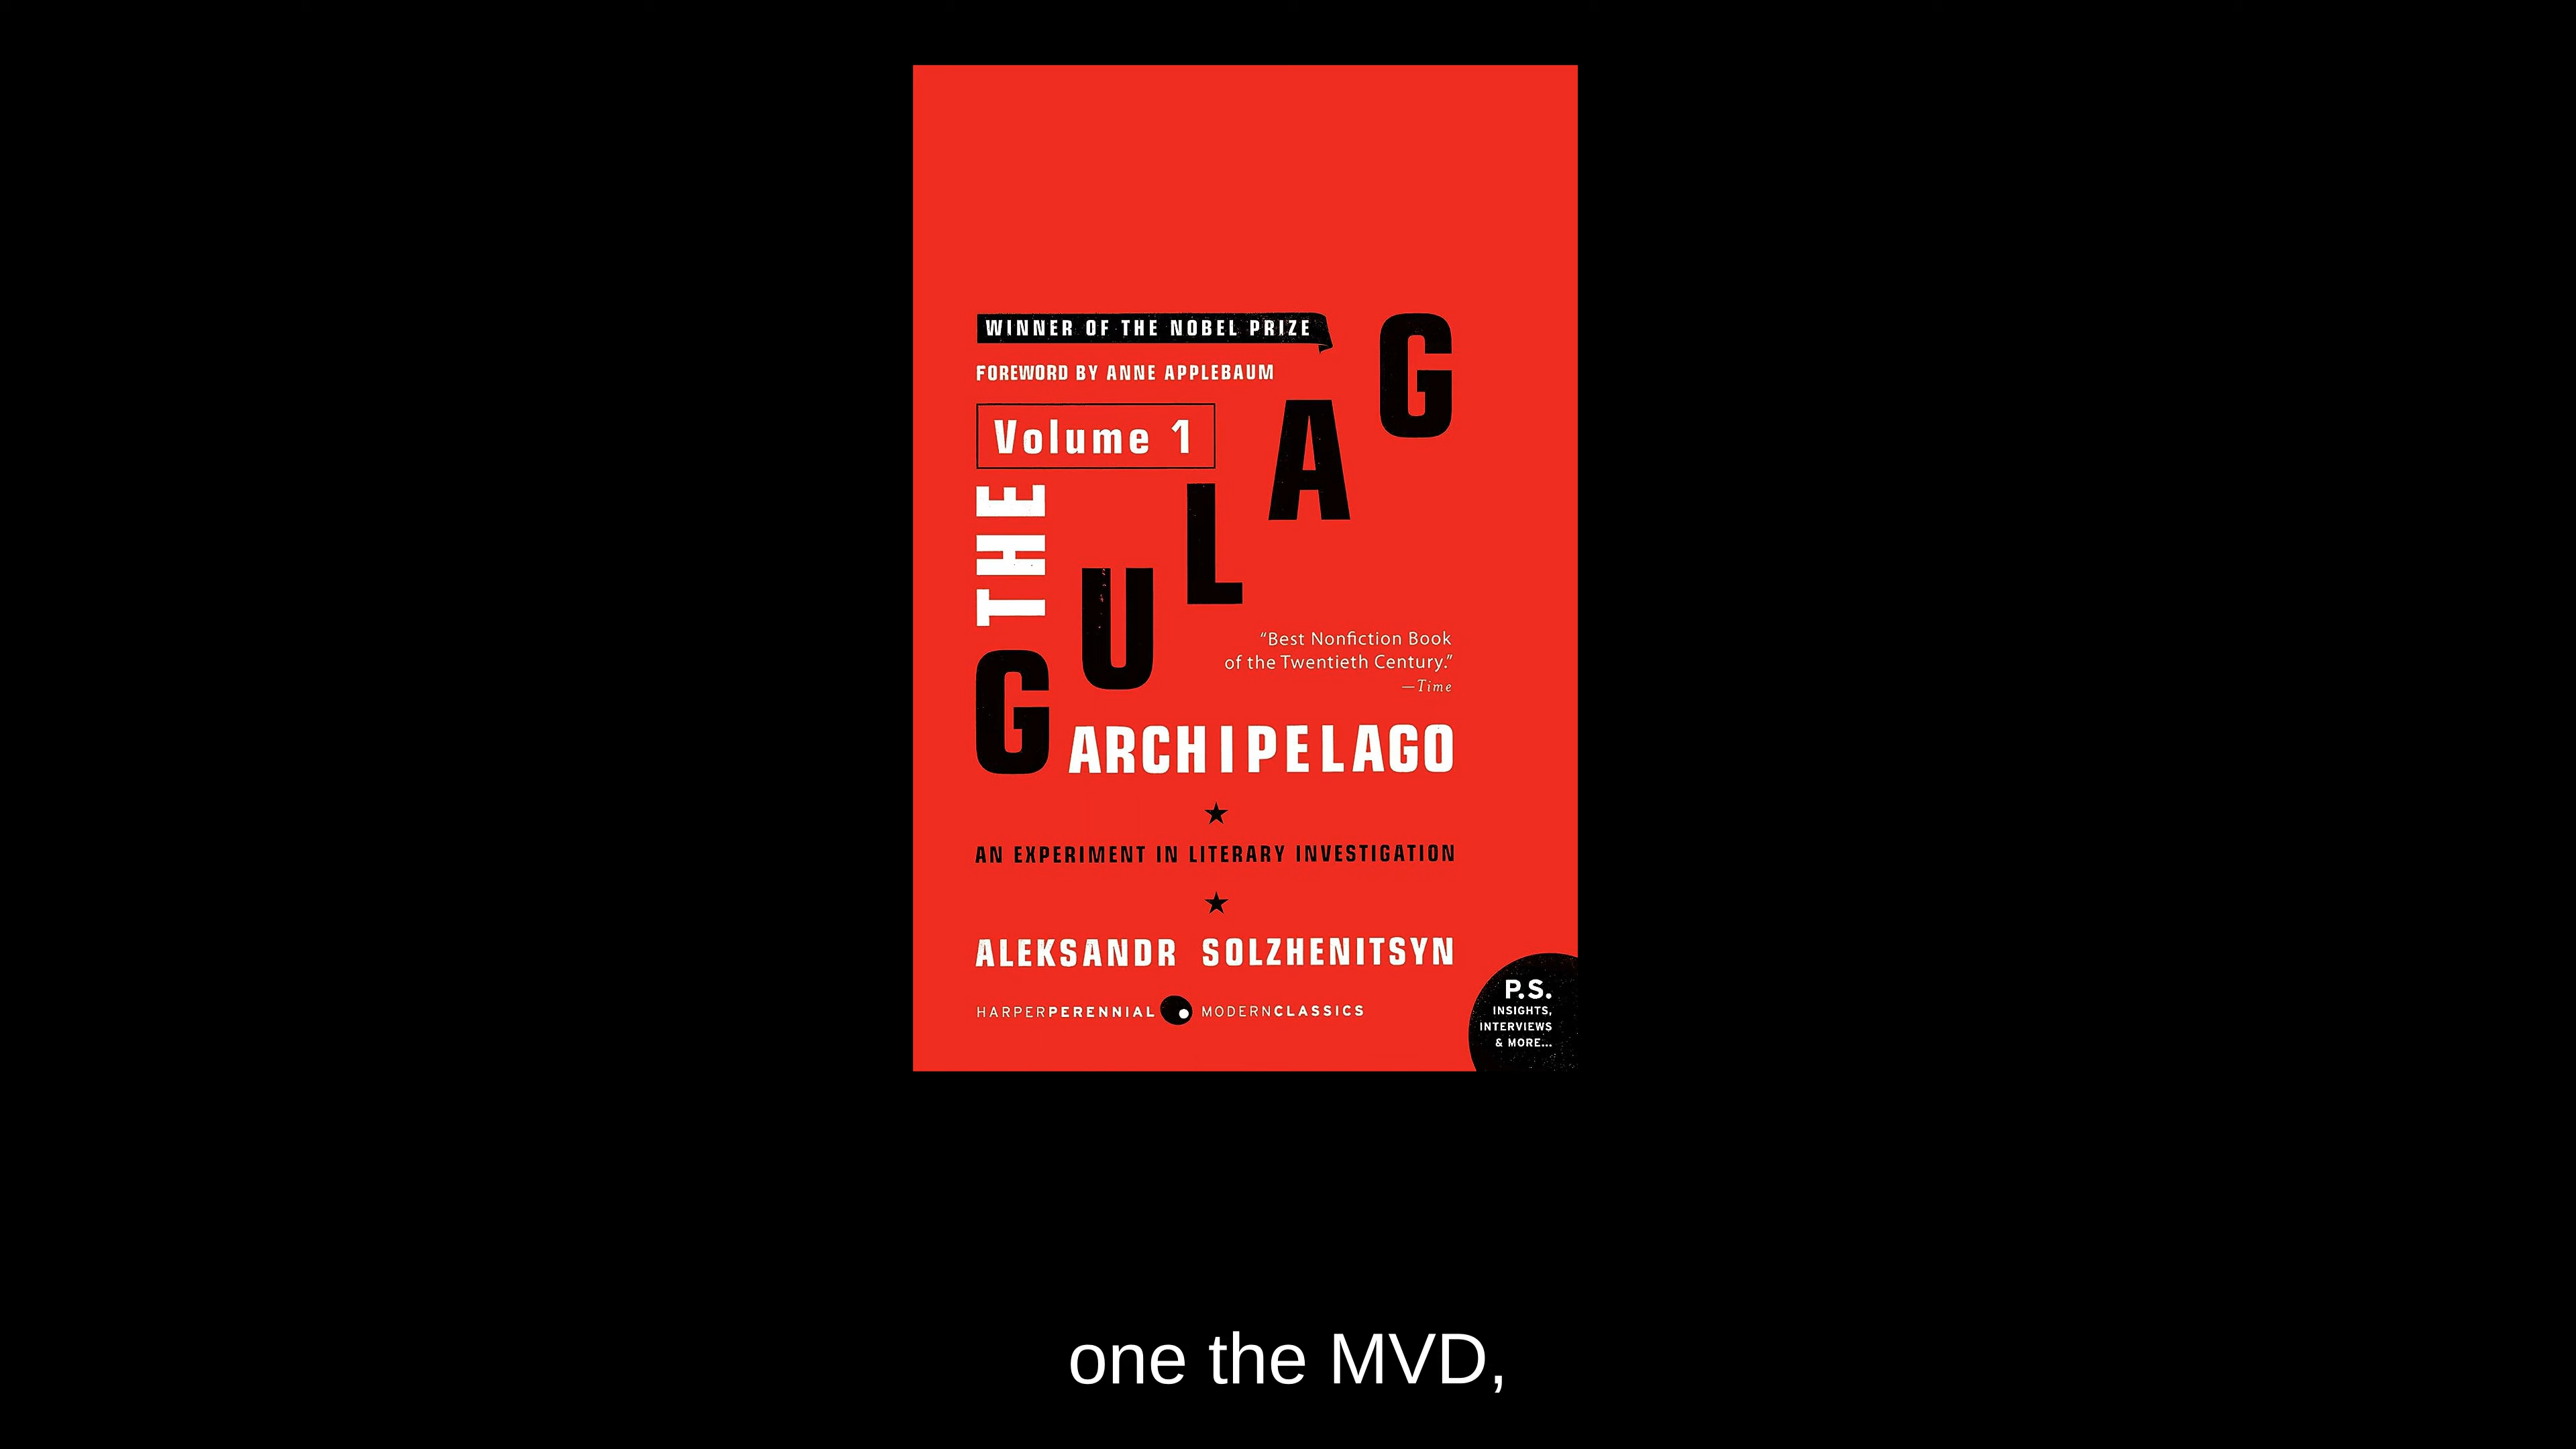 WINNER OF THE NOBEL PRIZE
FOREWORD BY ANNE APPLEBAUM
Volume 1
THE
GULAG
"Best Nonfiction Book
of the Twentieth Century."
—Time
ARCHIPELAGO
AN EXPERIMENT IN LITERARY INVESTIGATION
ALEKSANDR SOLZHENITSYN
HARPERPERENNIAL MODERNCLASSICS
P.S.
INSIGHTS,
INTERVIEWS
& MORE...
one the MVD,